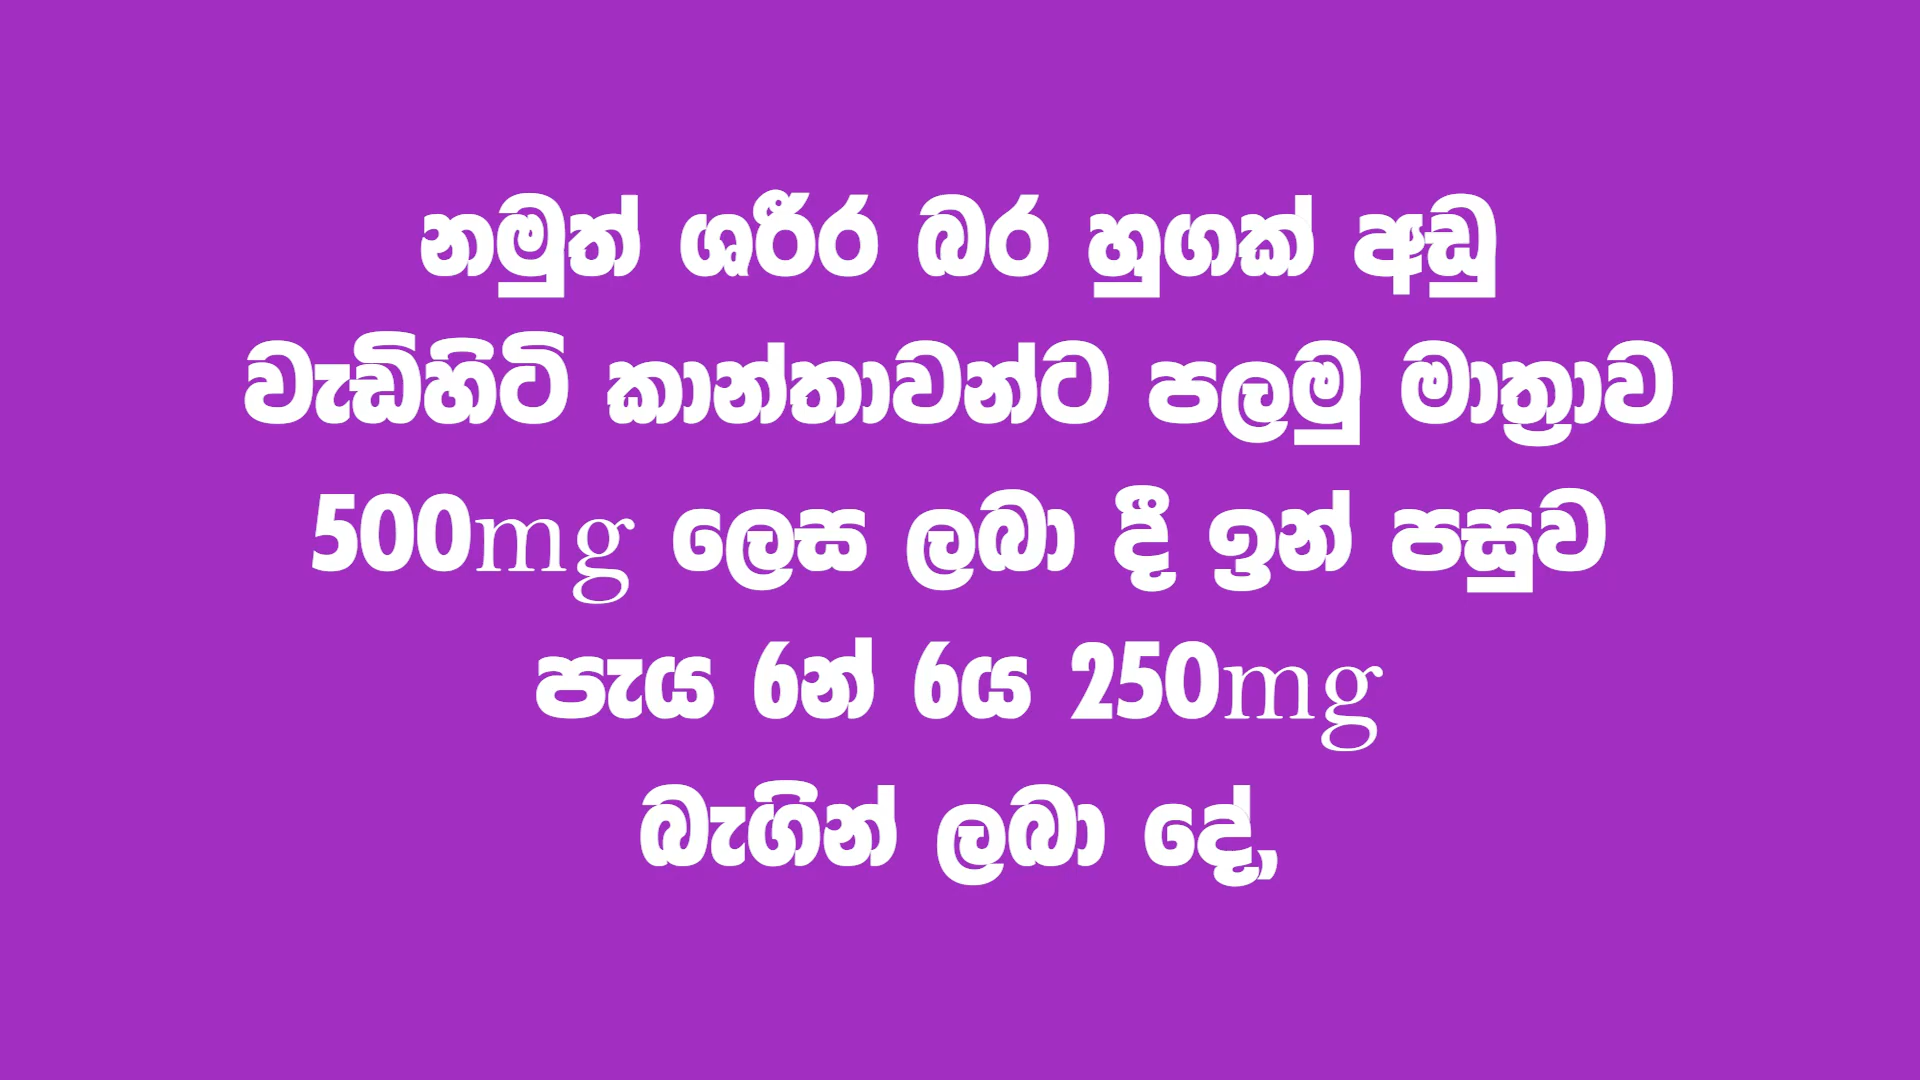 නමුත් ශරීර බර හුගක් අඩු
වැඩිහිටි කාන්තාවන්ට පලමු මාත්‍රාව
500mg ලෙස ලබා දී ඉන් පසුව
පැය 6න් 6ය 250mg
බැගින් ලබා දේ,